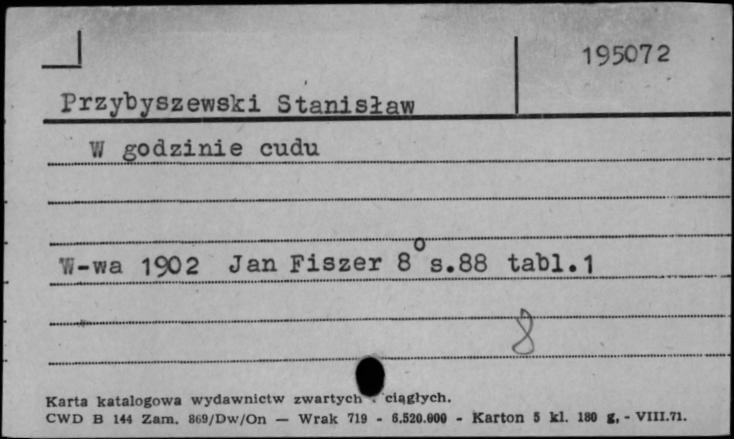 195072
Przybyszewski Stanisław
W godzinie cudu
W-wa 1902 Jan Fiszer 8° s.88 tabl.1
8
Karta katalogowa wydawnictw zwartych ciągłych.
CWD B 144 Zam. 869/Dw/On — Wrak 719 - 6.520.000 - Karton 5 kl. 180 g. - VIII.71.